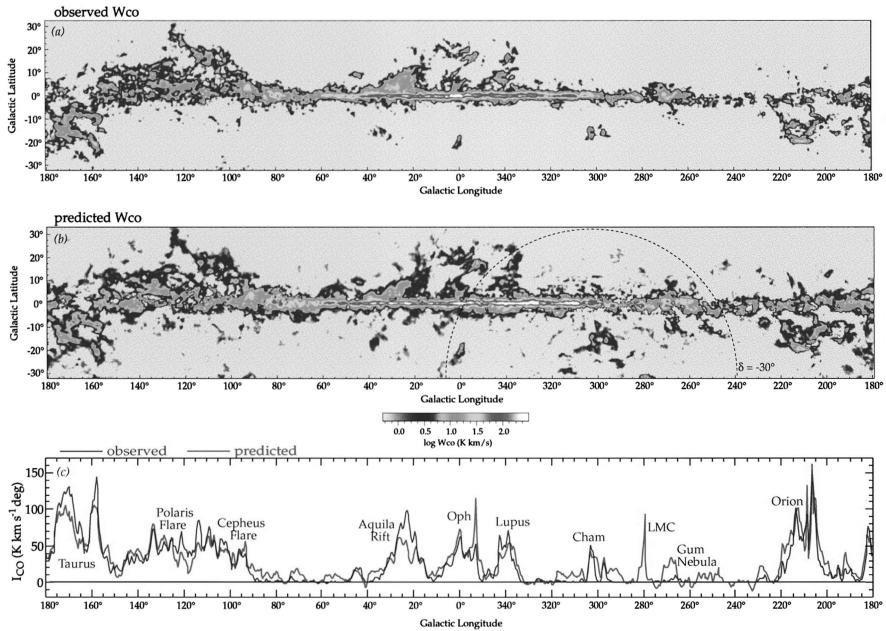 observed Wco
(a)
30°
20°
10°
0°
-10°
-20°
-30°
Galactic Latitude
180° 160° 140° 120° 100° 80° 60° 40° 20° 0° 340° 320° 300° 280° 260° 240° 220° 200° 180°
Galactic Longitude
predicted Wco
(b)
30°
20°
10°
0°
-10°
-20°
-30°
Galactic Latitude
δ = -30°
180° 160° 140° 120° 100° 80° 60° 40° 20° 0° 340° 320° 300° 280° 260° 240° 220° 200° 180°
Galactic Longitude
0.0 0.5 1.0 1.5 2.0
log Wco (K km/s)
observed predicted
(c)
150
100
50
0
I CO (K km s-1 deg)
Taurus
Polaris
Flare
Cepheus
Flare
Aquila
Rift
Oph
Lupus
Cham
LMC
Gum
Nebula
Orion
180° 160° 140° 120° 100° 80° 60° 40° 20° 0° 340° 320° 300° 280° 260° 240° 220° 200° 180°
Galactic Longitude